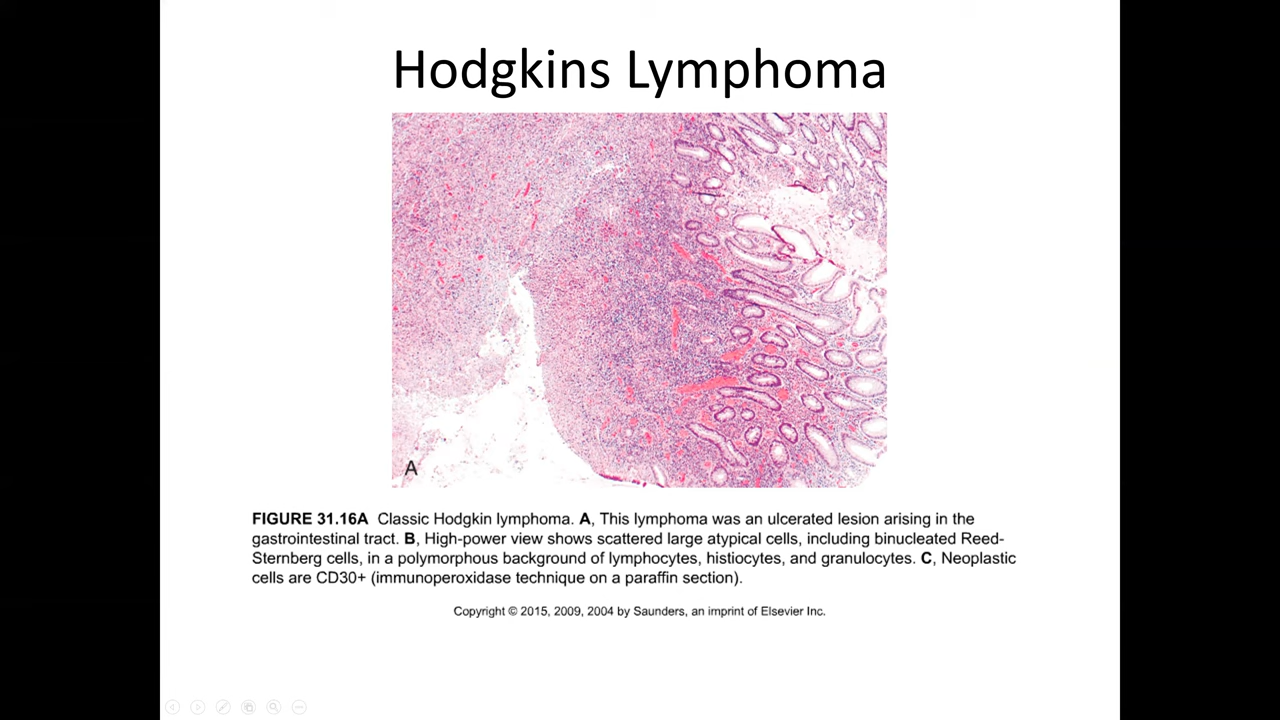 Hodgkins Lymphoma
A
FIGURE 31.16A Classic Hodgkin lymphoma. A, This lymphoma was an ulcerated lesion arising in the
gastrointestinal tract. B, High-power view shows scattered large atypical cells, including binucleated Reed-
Sternberg cells, in a polymorphous background of lymphocytes, histiocytes, and granulocytes. C, Neoplastic
cells are CD30+ (immunoperoxidase technique on a paraffin section).
Copyright © 2015, 2009, 2004 by Saunders, an imprint of Elsevier Inc.